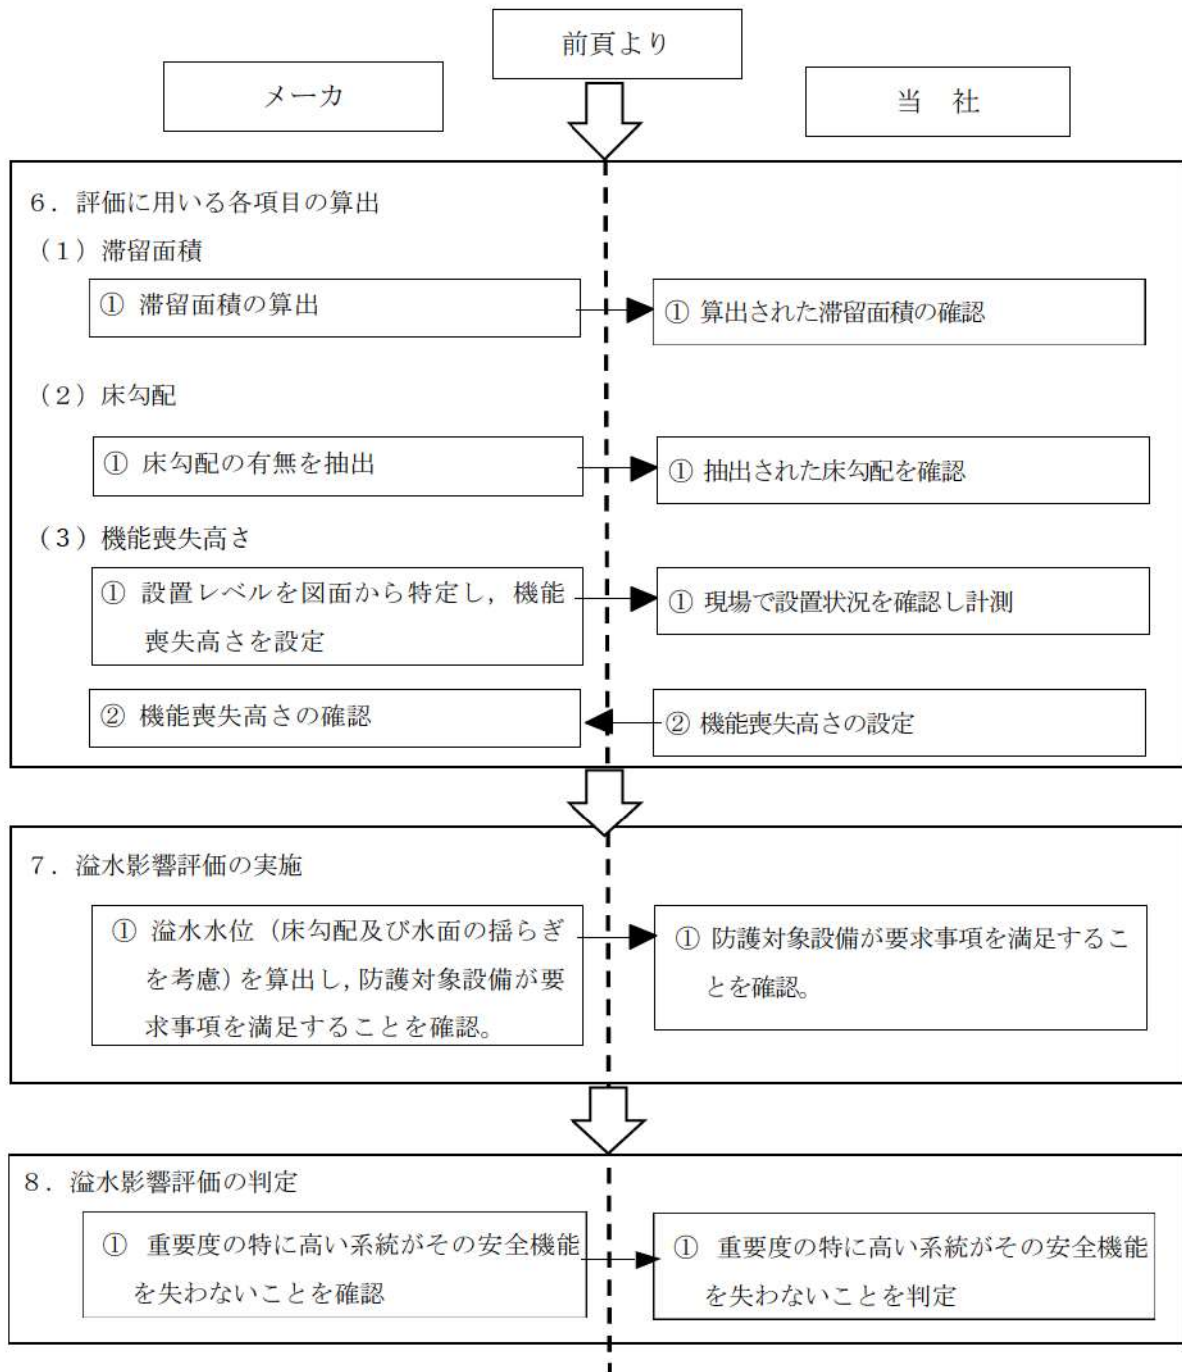 前頁より
メーカ
当 社
6．評価に用いる各項目の算出
（1）滞留面積
① 滞留面積の算出
① 算出された滞留面積の確認
（2）床勾配
① 床勾配の有無を抽出
① 抽出された床勾配を確認
（3）機能喪失高さ
① 設置レベルを図面から特定し，機能
喪失高さを設定
① 現場で設置状況を確認し計測
② 機能喪失高さの確認
② 機能喪失高さの設定
7．溢水影響評価の実施
① 溢水水位（床勾配及び水面の揺らぎ
を考慮）を算出し，防護対象設備が要
求事項を満足することを確認。
① 防護対象設備が要求事項を満足するこ
とを確認。
8．溢水影響評価の判定
① 重要度の特に高い系統がその安全機能
を失わないことを確認
① 重要度の特に高い系統がその安全機能
を失わないことを判定